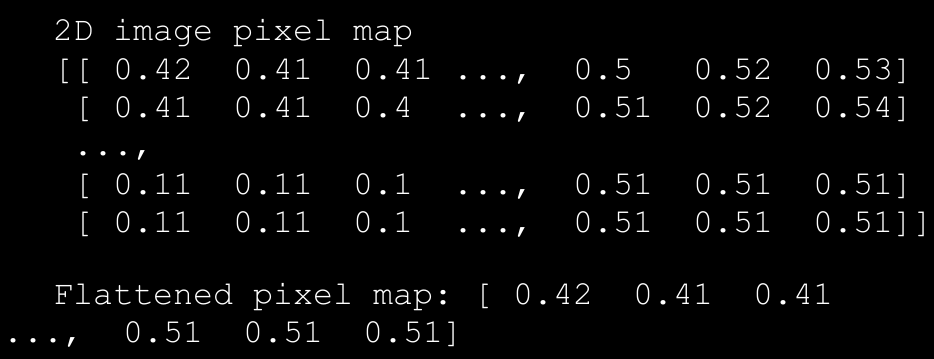 2D image pixel map
[[ 0.42 0.41 0.41 ..., 0.5 0.52 0.53]
[ 0.41 0.41 0.4 ..., 0.51 0.52 0.54]
...,
[ 0.11 0.11 0.1 ..., 0.51 0.51 0.51]
[ 0.11 0.11 0.1 ..., 0.51 0.51 0.51]]
Flattened pixel map: [ 0.42 0.41 0.41
..., 0.51 0.51 0.51]